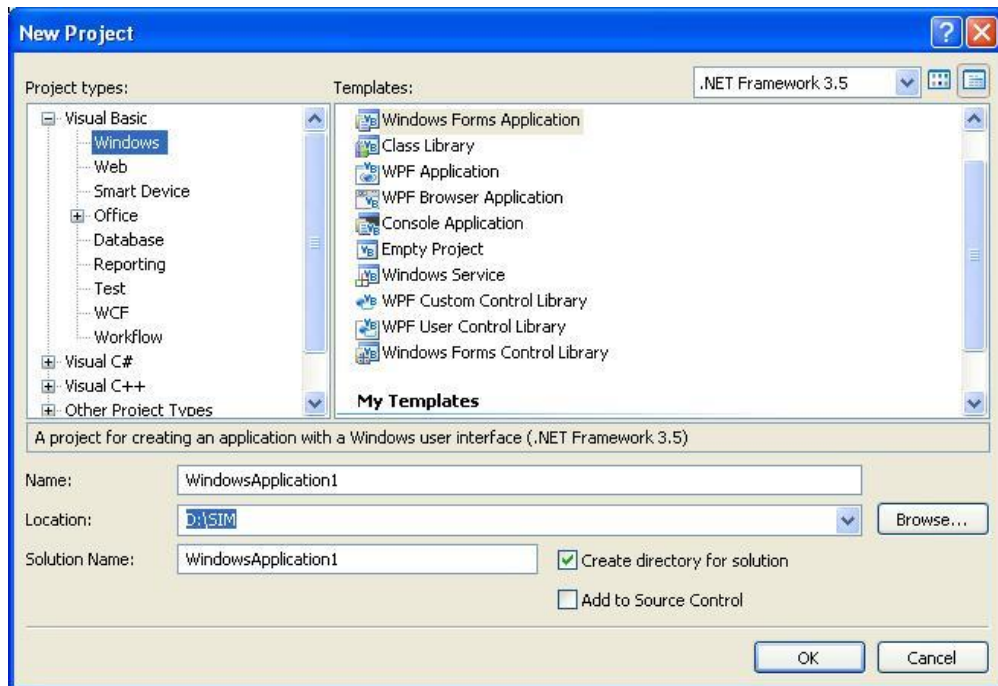 New Project
Project types:
Templates:
.NET Framework 3.5
Visual Basic
Windows
Web
Smart Device
Office
Database
Reporting
Test
WCF
Workflow
Visual C#
Visual C++
Other Project Types
Windows Forms Application
Class Library
WPF Application
WPF Browser Application
Console Application
Empty Project
Windows Service
WPF Custom Control Library
WPF User Control Library
Windows Forms Control Library
My Templates
A project for creating an application with a Windows user interface (.NET Framework 3.5)
Name:
WindowsApplication1
Location:
D:\SIM
Browse...
Solution Name:
WindowsApplication1
Create directory for solution
Add to Source Control
OK
Cancel